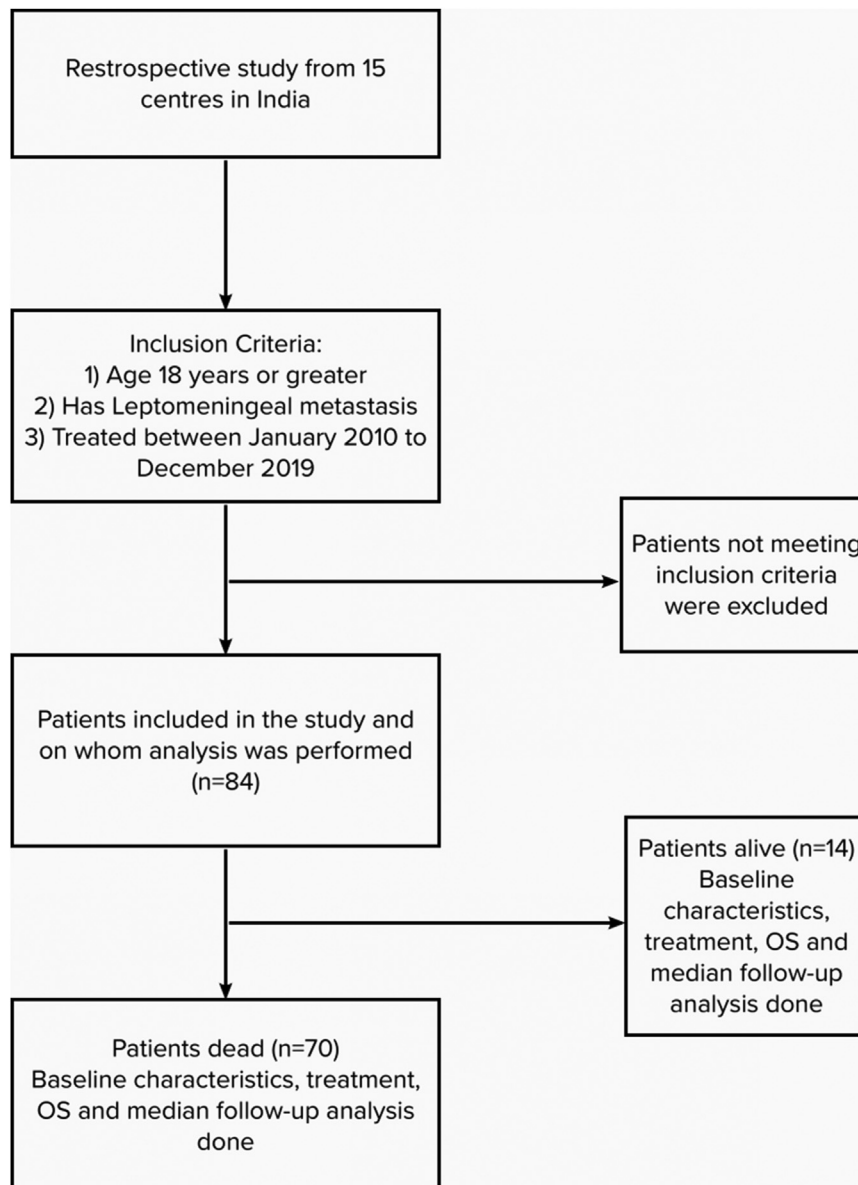 Restrospective study from 15
centres in India
Inclusion Criteria:
1) Age 18 years or greater
2) Has Leptomeningeal metastasis
3) Treated between January 2010 to
December 2019
Patients not meeting
inclusion criteria
were excluded
Patients included in the study and
on whom analysis was performed
(n=84)
Patients alive (n=14)
Baseline
characteristics,
treatment, OS and
median follow-up
analysis done
Patients dead (n=70)
Baseline characteristics, treatment,
OS and median follow-up analysis
done